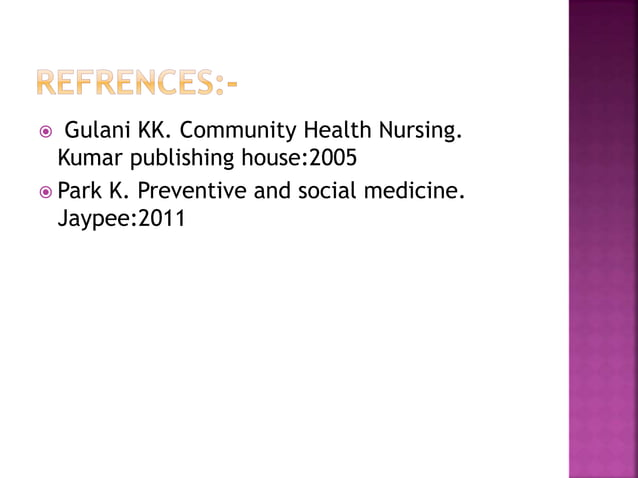 REFRENCES:-
Gulani KK. Community Health Nursing.
Kumar publishing house:2005
Park K. Preventive and social medicine.
Jaypee:2011